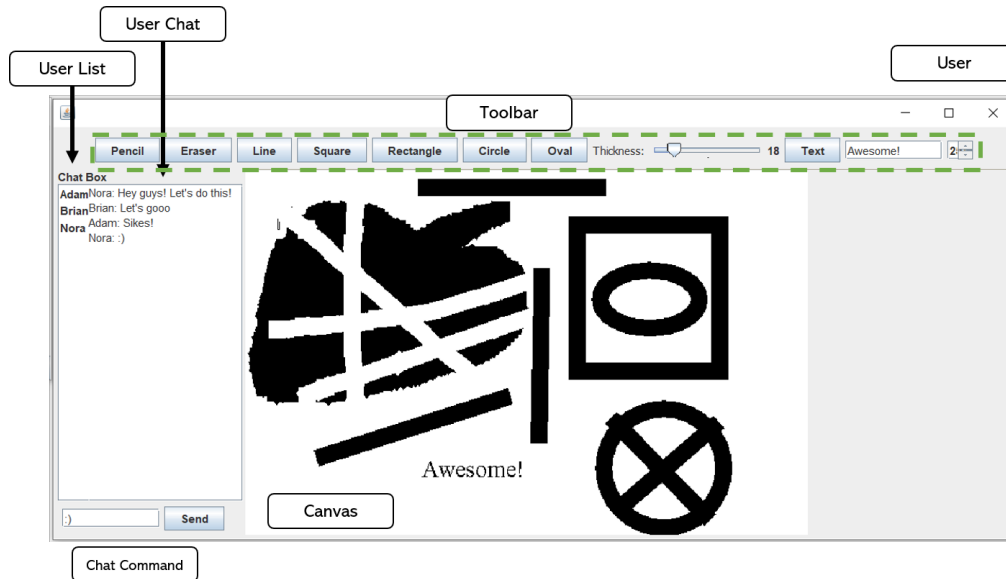 User Chat
User List
User
Toolbar
Pencil Eraser Line Square Rectangle Circle Oval Thickness: 18 Text Awesome!
Chat Box
Adam Nora: Hey guys! Let's do this!
Brian Brian: Let's gooo
Nora Adam: Sikes!
Nora: :)
Awesome!
:) Send
Canvas
Chat Command